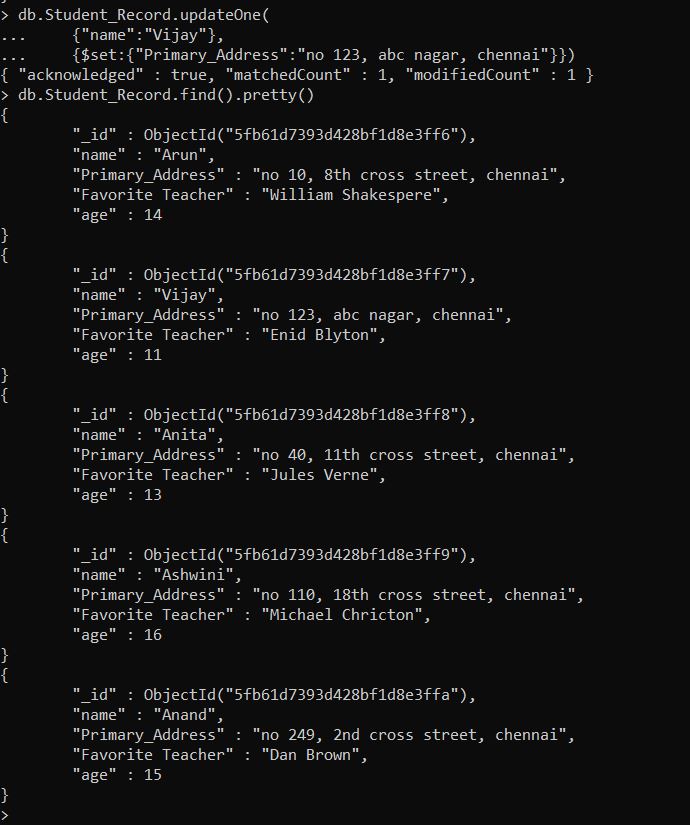 > db.Student_Record.updateOne(
... {"name":"Vijay"},
... {$set:{"Primary_Address":"no 123, abc nagar, chennai"}})
{ "acknowledged" : true, "matchedCount" : 1, "modifiedCount" : 1 }
> db.Student_Record.find().pretty()
{
"_id" : ObjectId("5fb61d7393d428bf1d8e3ff6"),
"name" : "Arun",
"Primary_Address" : "no 10, 8th cross street, chennai",
"Favorite Teacher" : "William Shakespere",
"age" : 14
}
{
"_id" : ObjectId("5fb61d7393d428bf1d8e3ff7"),
"name" : "Vijay",
"Primary_Address" : "no 123, abc nagar, chennai",
"Favorite Teacher" : "Enid Blyton",
"age" : 11
}
{
"_id" : ObjectId("5fb61d7393d428bf1d8e3ff8"),
"name" : "Anita",
"Primary_Address" : "no 40, 11th cross street, chennai",
"Favorite Teacher" : "Jules Verne",
"age" : 13
}
{
"_id" : ObjectId("5fb61d7393d428bf1d8e3ff9"),
"name" : "Ashwini",
"Primary_Address" : "no 110, 18th cross street, chennai",
"Favorite Teacher" : "Michael Chricton",
"age" : 16
}
{
"_id" : ObjectId("5fb61d7393d428bf1d8e3ffa"),
"name" : "Anand",
"Primary_Address" : "no 249, 2nd cross street, chennai",
"Favorite Teacher" : "Dan Brown",
"age" : 15
}
>